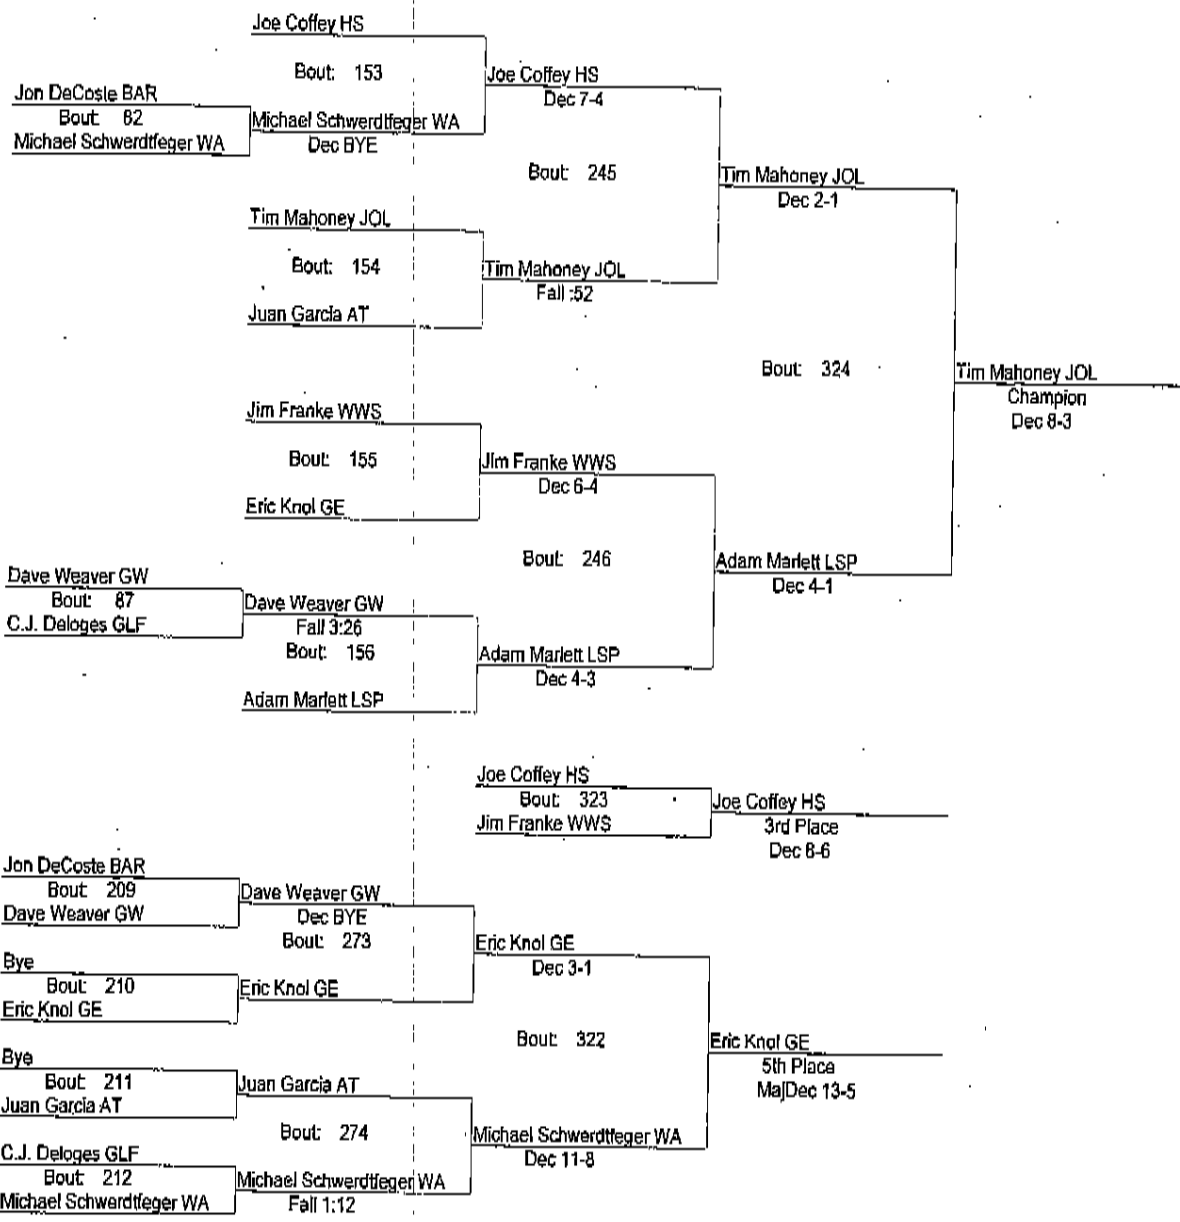 Joe Coffey HS
Bout: 153
Jon DeCoste BAR
Bout: 82
Michael Schwerdtfeger WA
Michael Schwerdtfeger WA
Dec BYE
Joe Coffey HS
Dec 7-4
Bout: 245
Tim Mahoney JOL
Dec 2-1
Tim Mahoney JOL
Bout: 154
Juan Garcia AT
Tim Mahoney JOL
Fall :52
Bout: 324
Tim Mahoney JOL
Champion
Dec 8-3
Jim Franke WWS
Bout: 155
Eric Knol GE
Jim Franke WWS
Dec 6-4
Bout: 246
Adam Marlett LSP
Dec 4-1
Dave Weaver GW
Bout: 87
C.J. Deloges GLF
Dave Weaver GW
Fall 3:26
Bout: 156
Adam Marlett LSP
Adam Marlett LSP
Dec 4-3
Joe Coffey HS
Bout: 323
Jim Franke WWS
Joe Coffey HS
3rd Place
Dec 8-6
Jon DeCoste BAR
Bout: 209
Dave Weaver GW
Dave Weaver GW
Dec BYE
Bout: 273
Bye
Bout: 210
Eric Knol GE
Eric Knol GE
Eric Knol GE
Dec 3-1
Bout: 322
Eric Knol GE
5th Place
MajDec 13-5
Bye
Bout: 211
Juan Garcia AT
Juan Garcia AT
Bout: 274
C.J. Deloges GLF
Bout: 212
Michael Schwerdtfeger WA
Michael Schwerdtfeger WA
Fall 1:12
Michael Schwerdtfeger WA
Dec 11-8